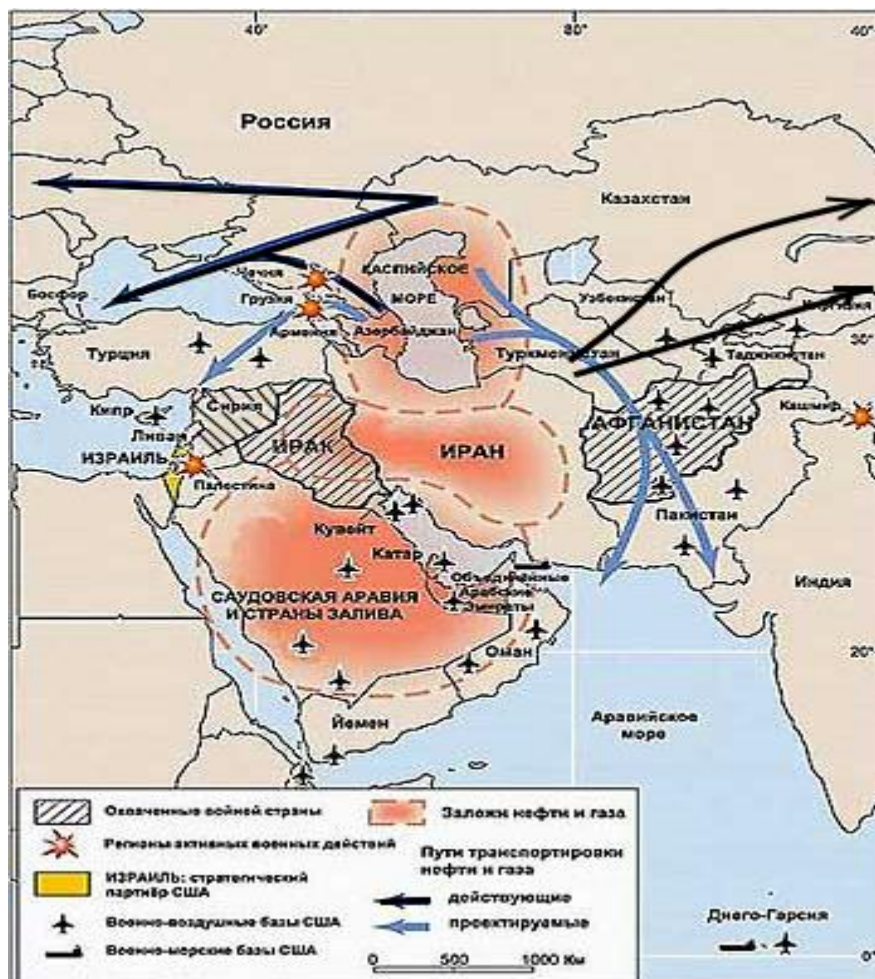 40°
80°
40°
Россия
Казахстан
КАСПИЙСКОЕ
МОРЕ
Чечня
Босфор
Грузия
Узбекистан
Киргизия
Армения
Азербайджан
30°
Турция
Туркменистан
Таджикистан
Кипр
Сирия
АФГАНИСТАН
Кашмир
Ливан
ИРАК
ИРАН
ИЗРАИЛЬ
Палестина
Пакистан
Кувейт
Катар
Объединённые
Арабские
Эмираты
Индия
САУДОВСКАЯ АРАВИЯ
И СТРАНЫ ЗАЛИВА
Оман
20°
Йемен
Аравийское
море
Охваченные войной страны
Залежи нефти и газа
Регионы активных военных действий
Пути транспортировки
нефти и газа
ИЗРАИЛЬ: стратегический
партнёр США
действующие
Военно-воздушные базы США
проектируемые
Диего-Гарсия
Военно-морские базы США
0 500 1000 Км
0°